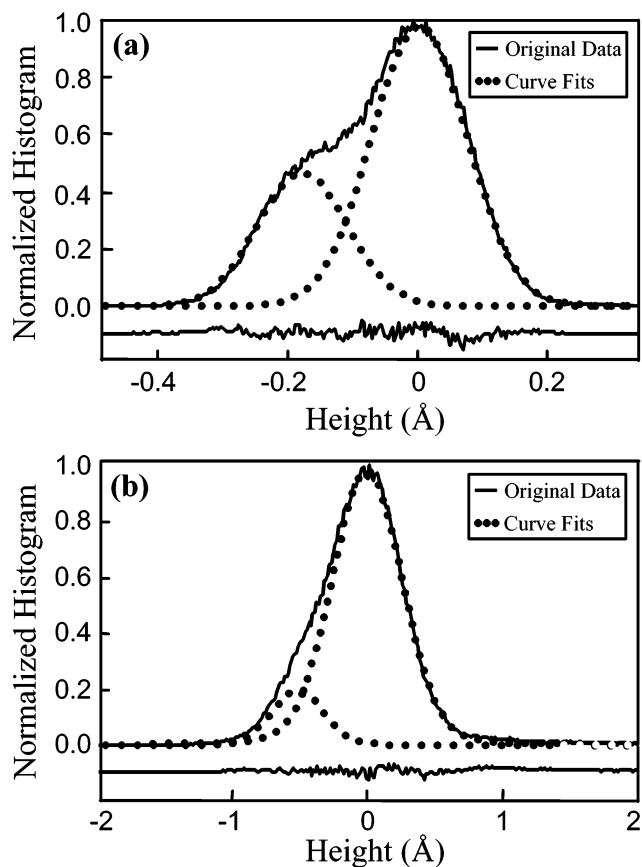 (a)
Original Data
Curve Fits
Normalized Histogram
1.0
0.8
0.6
0.4
0.2
0.0
-0.4 -0.2 0 0.2
Height (Å)
(b)
Original Data
Curve Fits
Normalized Histogram
1.0
0.8
0.6
0.4
0.2
0.0
-2 -1 0 1 2
Height (Å)